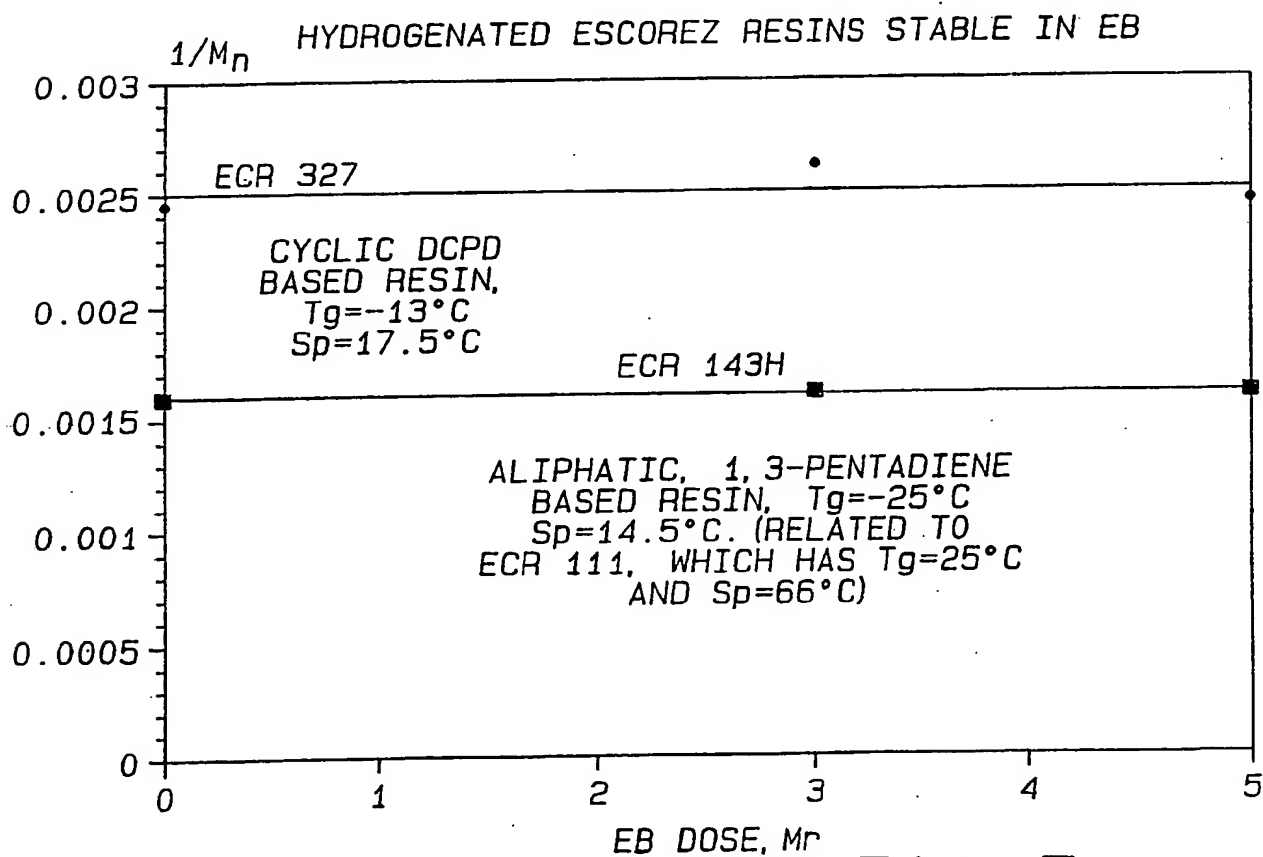 HYDROGENATED ESCOREZ RESINS STABLE IN EB
1/Mn
0.003
0.0025
0.002
0.0015
0.001
0.0005
0
ECR 327
CYCLIC DCPD
BASED RESIN,
Tg=-13°C
Sp=17.5°C
ECR 143H
ALIPHATIC, 1,3-PENTADIENE
BASED RESIN, Tg=-25°C
Sp=14.5°C. (RELATED TO
ECR 111, WHICH HAS Tg=25°C
AND Sp=66°C)
0 1 2 3 4 5
EB DOSE, Mr